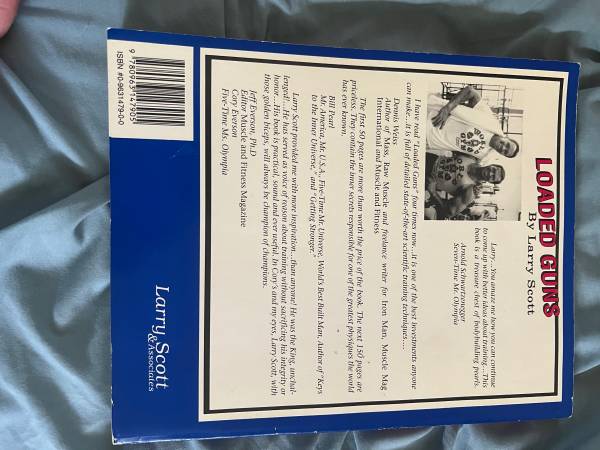 LOADED GUNS
By Larry Scott
Larry... You amaze me how you can continue
to come up with better ideas about training...This
book is a treasure chest of bodybuilding pearls.
Arnold Schwartzenegger
Seven-Time Mr. Olympia
I have read "Loaded Guns" four times now...It is one of the best investments anyone
can make...it is full of detailed state-of-the-art scientific training techniques....
Dennis Weiss
Author of Mass, Raw Muscle and freelance writer for Iron Man, Muscle Mag
International and Muscle and Fitness
The first 50 pages are more than worth the price of the book. The next 150 pages are
priceless. They contain the inner secrets responsible for one of the greatest physiques the world
has ever known.
Bill Pearl
Mr. America, Mr. U.S.A., Five-Time Mr. Universe, World's Best Built Man, Author of "Keys
to the Inner Universe," and "Getting Stronger."
Larry Scott provided me with more inspiration...than anyone! He was the King, unchal-
lenged!....He has served as voice of reason about training without sacrificing his integrity or
honor...His book is practical, sound and ever useful. In Cory's and my eyes, Larry Scott, with
those golden biceps, will always be champion of champions.
Jeff Everson, Ph.D
Editor Muscle and Fitness Magazine
Cory Everson
Five-Time Ms. Olympia
9 780963 147905
ISBN #0-9631479-0-0
Larry Scott
& Associates